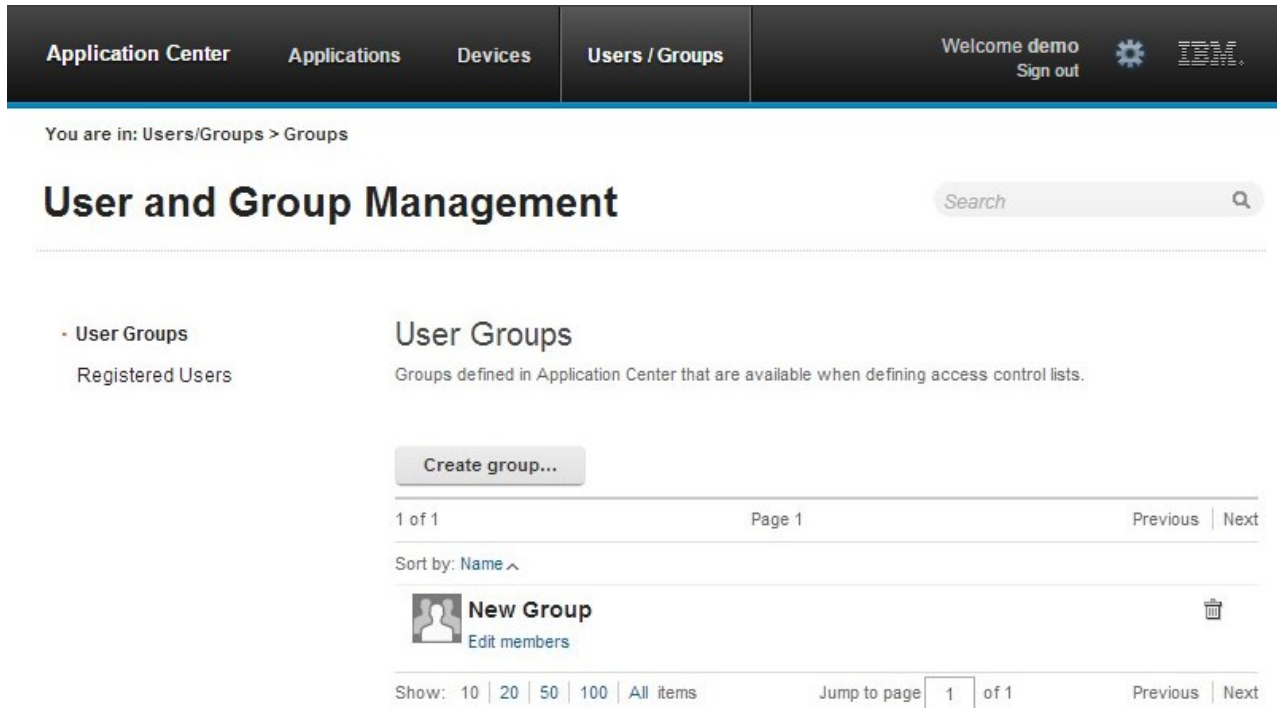 Application Center Applications Devices Users / Groups Welcome demo IBM.
Sign out
You are in: Users/Groups > Groups
User and Group Management Search
User Groups
Registered Users
User Groups
Groups defined in Application Center that are available when defining access control lists.
Create group...
1 of 1 Page 1 Previous Next
Sort by: Name
New Group
Edit members
Show: 10 20 50 100 All items Jump to page 1 of 1 Previous Next